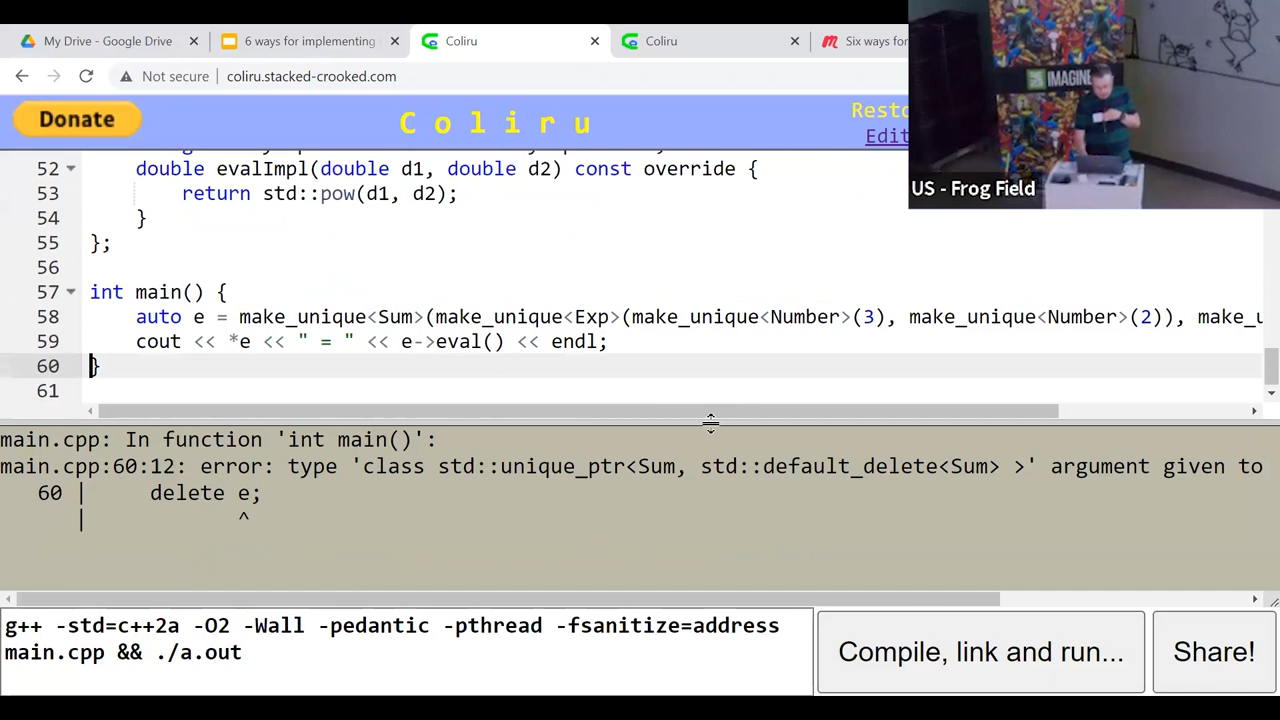 My Drive - Google Drive
6 ways for implementing
Coliru
Coliru
Six ways for
Not secure
coliru.stacked-crooked.com
Donate
Coliru
Resto
Edit
IMAGINE
US - Frog Field
52 double evalImpl(double d1, double d2) const override {
53 return std::pow(d1, d2);
54 }
55 };
56
57 int main() {
58 auto e = make_unique<Sum>(make_unique<Exp>(make_unique<Number>(3), make_unique<Number>(2)), make_u
59 cout << *e << " = " << e->eval() << endl;
60 }
61
main.cpp: In function 'int main()':
main.cpp:60:12: error: type 'class std::unique_ptr<Sum, std::default_delete<Sum> >' argument given to
60 | delete e;
| ^
g++ -std=c++2a -O2 -Wall -pedantic -pthread -fsanitize=address
main.cpp && ./a.out
Compile, link and run...
Share!